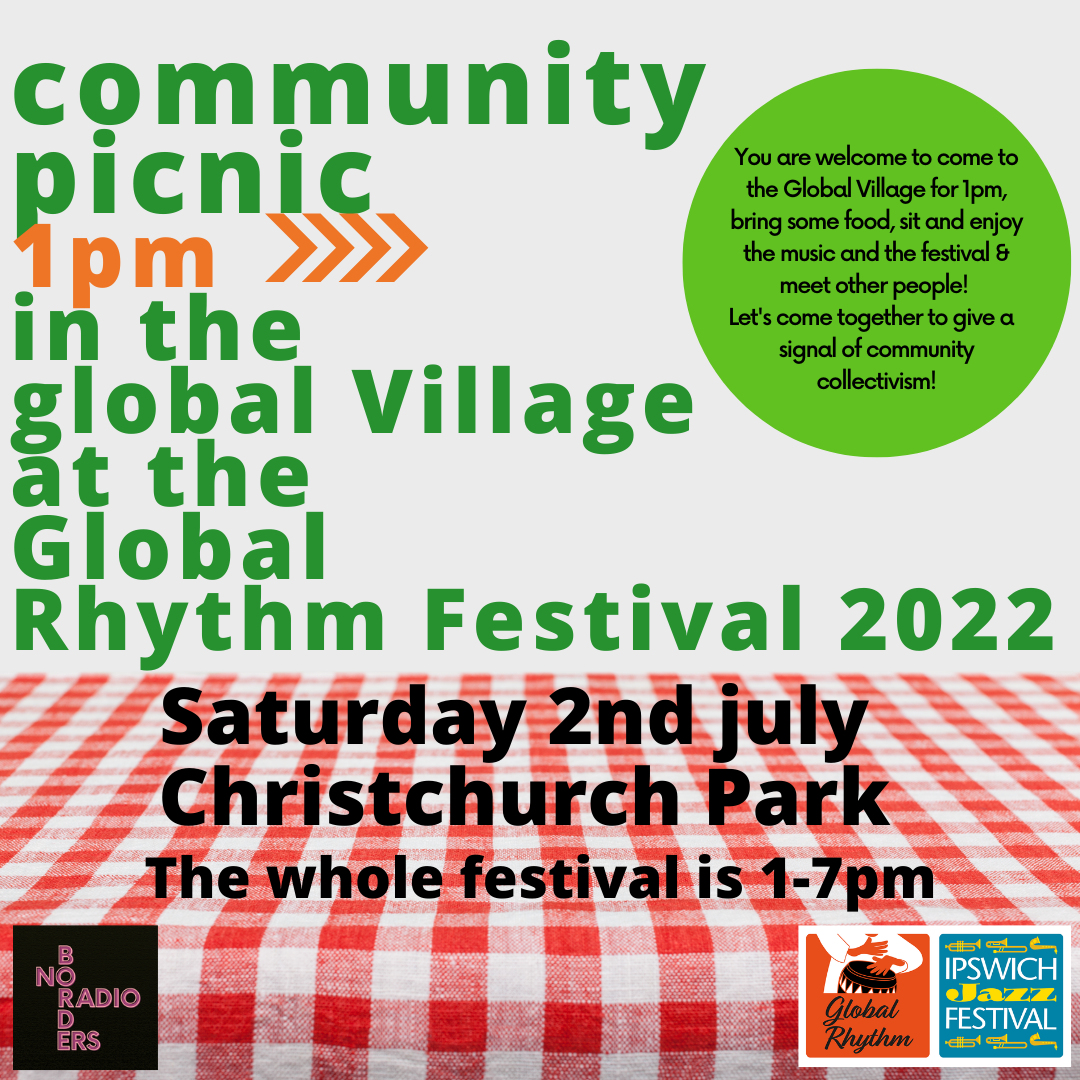 community
picnic
1pm
in the
global Village
at the
Global
Rhythm Festival 2022
You are welcome to come to
the Global Village for 1pm,
bring some food, sit and enjoy
the music and the festival &
meet other people!
Let's come together to give a
signal of community
collectivism!
Saturday 2nd july
Christchurch Park
The whole festival is 1-7pm
NO BORDERS RADIO
Global
Rhythm
IPSWICH
Jazz
FESTIVAL